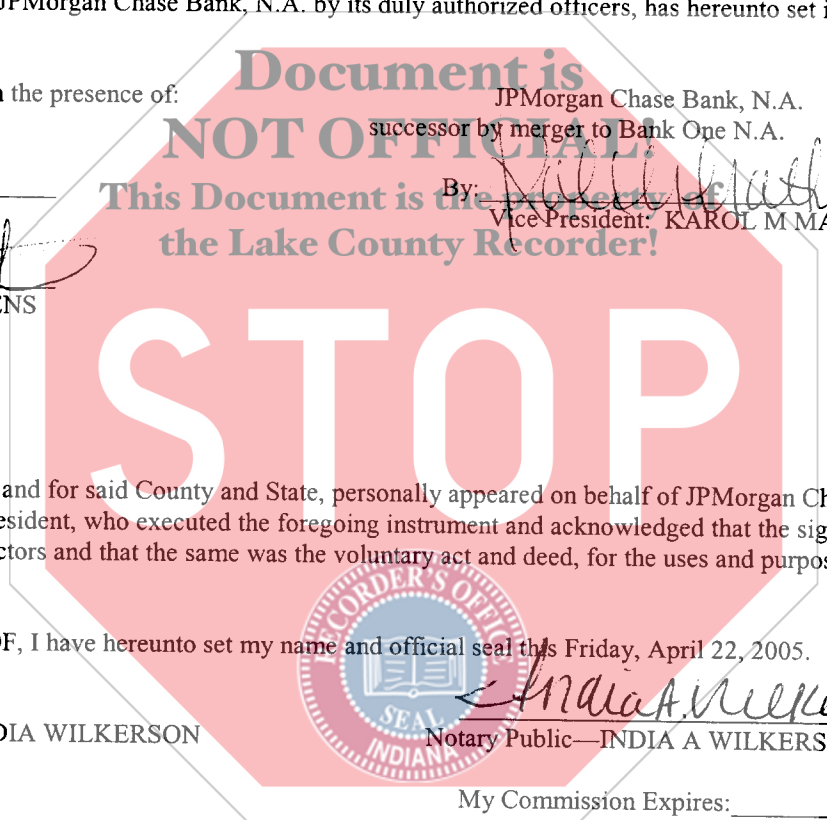 JPMorgan Chase Bank, N.A. by its duly authorized officers, has hereunto set
Document is
the presence of:
JPMorgan Chase Bank, N.A.
NOT OFFICIAL!
successor by merger to Bank One N.A.
This Document is the property of
By:
the Lake County Recorder!
Vice President: KAROL M MA
ENS
STOP
and for said County and State, personally appeared on behalf of JPMorgan Ch
esident, who executed the foregoing instrument and acknowledged that the sig
ctors and that the same was the voluntary act and deed, for the uses and purpos
RECORDER'S OFFICE
OF, I have hereunto set my name and official seal this Friday, April 22, 2005.
SEAL
INDIANA
India A. Wilke
DIA WILKERSON
Notary Public—INDIA A WILKERS
My Commission Expires: